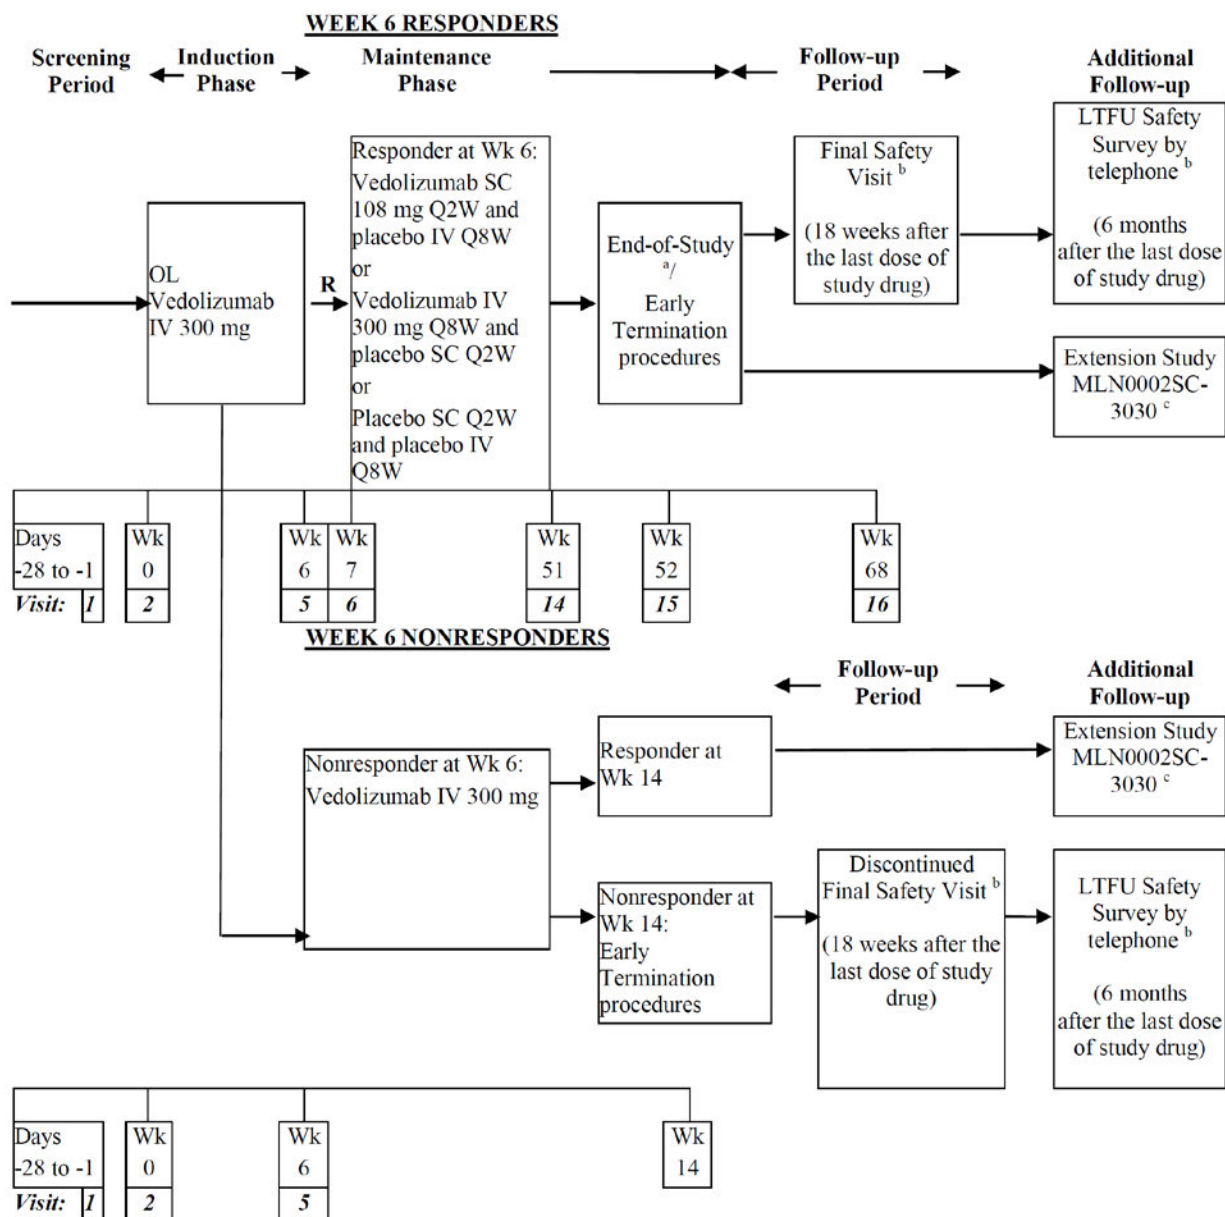 WEEK 6 RESPONDERS
Screening
Period
Induction
Phase
Maintenance
Phase
Follow-up
Period
Additional
Follow-up
OL
Vedolizumab
IV 300 mg
R
Responder at Wk 6:
Vedolizumab SC
108 mg Q2W and
placebo IV Q8W
or
Vedolizumab IV
300 mg Q8W and
placebo SC Q2W
or
Placebo SC Q2W
and placebo IV
Q8W
End-of-Study
a/
Early
Termination
procedures
Final Safety
Visit b
(18 weeks after
the last dose of
study drug)
LTFU Safety
Survey by
telephone b
(6 months
after the last dose
of study drug)
Extension Study
MLN0002SC-
3030 c
Days
-28 to -1
Wk
0
Wk
6
Wk
7
Wk
51
Wk
52
Wk
68
Visit: 1 2 5 6 14 15 16
WEEK 6 NONRESPONDERS
Follow-up
Period
Additional
Follow-up
Nonresponder at Wk 6:
Vedolizumab IV 300 mg
Responder at
Wk 14
Extension Study
MLN0002SC-
3030 c
Nonresponder at
Wk 14:
Early
Termination
procedures
Discontinued
Final Safety Visit b
(18 weeks after the
last dose of study
drug)
LTFU Safety
Survey by
telephone b
(6 months
after the last dose
of study drug)
Days
-28 to -1
Wk
0
Wk
6
Wk
14
Visit: 1 2 5